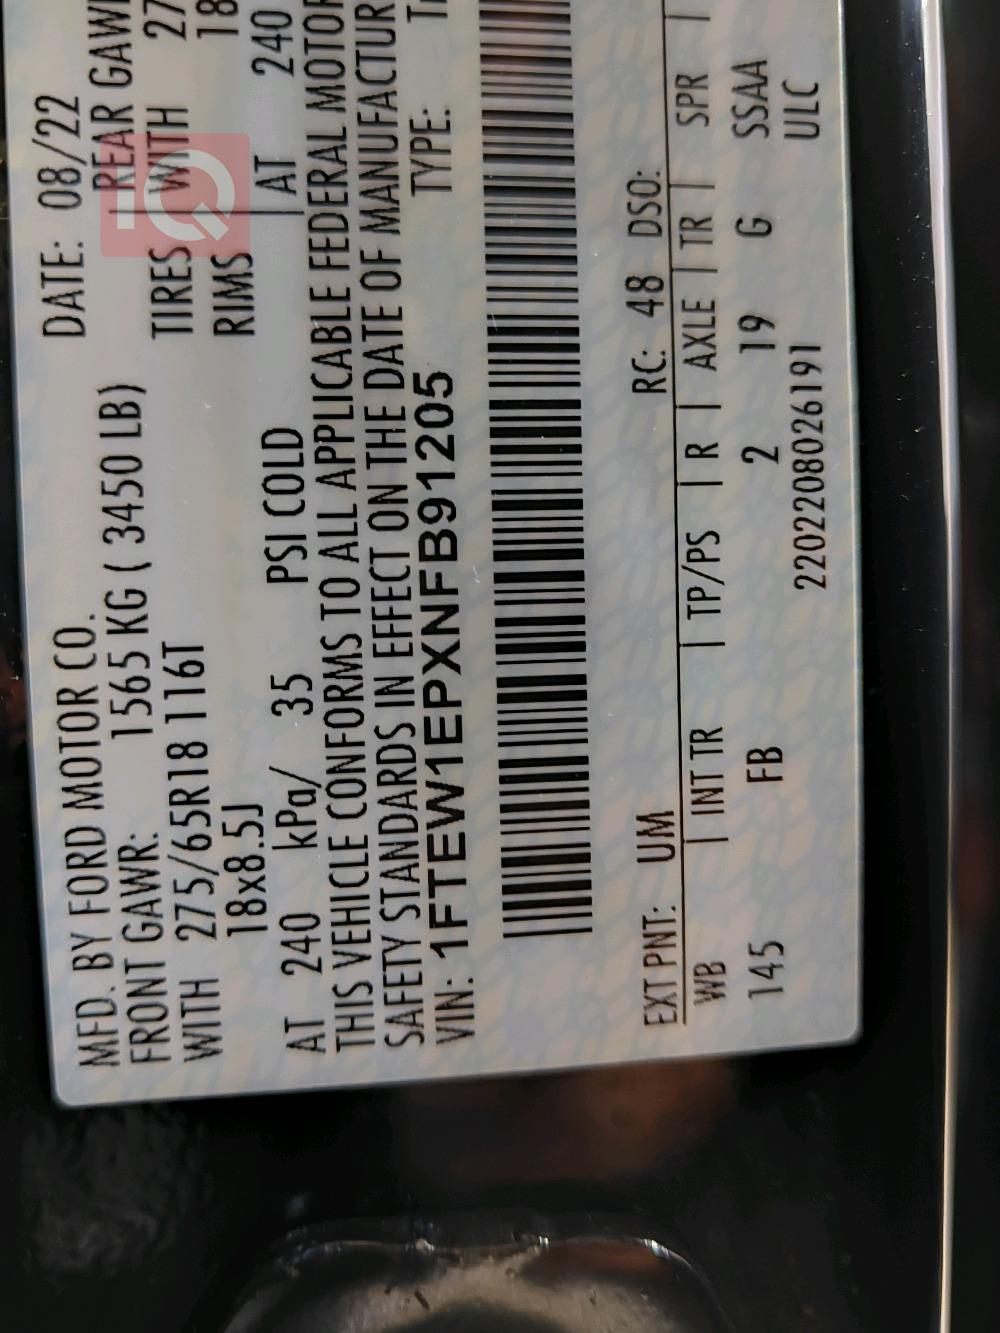 MFD. BY FORD MOTOR CO. DATE: 08/22
FRONT GAWR: 1565 KG ( 3450 LB) REAR
WITH 275/65R18 116T TIRES WITH
18x8.5J RIMS
AT 240 kPa/ 35 PSI COLD AT 240
THIS VEHICLE CONFORMS TO ALL APPLICABLE FEDERAL
SAFETY STANDARDS IN EFFECT ON THE DATE OF
VIN: 1FTEW1EPXNFB91205 TYPE:
EXT PNT: UM RC: 48 DSO:
WB | INT TR | TP/PS | R | AXLE | TR | SPR |
145 FB 2 19 G SSAA
2202208026191 ULC
IQ